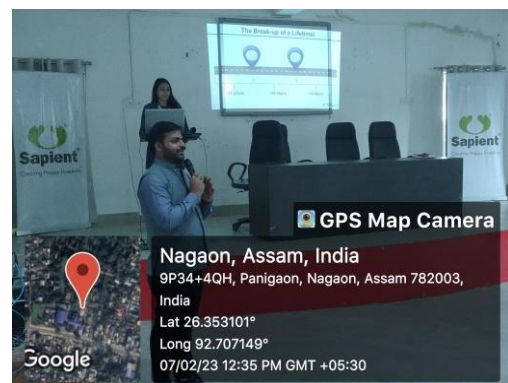 The Break-up of a Lifetime!
Sapient
Sapient
GPS Map Camera
Nagaon, Assam, India
9P34+4QH, Panigaon, Nagaon, Assam 782003,
India
Lat 26.353101°
Long 92.707149°
07/02/23 12:35 PM GMT +05:30
Google